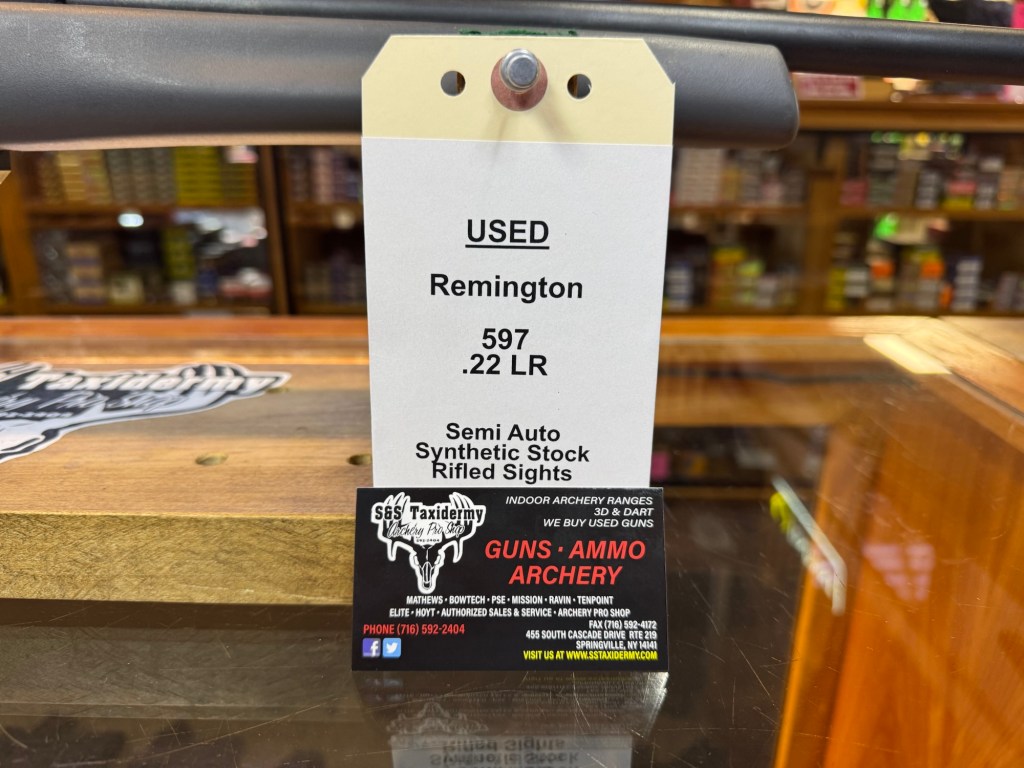 USED
Remington
597
.22 LR
Semi Auto
Synthetic Stock
Rifled Sights
S&S Taxidermy
Archery Pro Shop
592-2404
INDOOR ARCHERY RANGES
3D & DART
WE BUY USED GUNS
GUNS · AMMO
ARCHERY
MATHEWS · BOWTECH · PSE · MISSION · RAVIN · TENPOINT
ELITE · HOYT · AUTHORIZED SALES & SERVICE · ARCHERY PRO SHOP
PHONE (716) 592-2404
FAX (716) 592-4172
455 SOUTH CASCADE DRIVE RTE 219
SPRINGVILLE, NY 14141
VISIT US AT WWW.SSTAXIDERMY.COM
Taxidermy